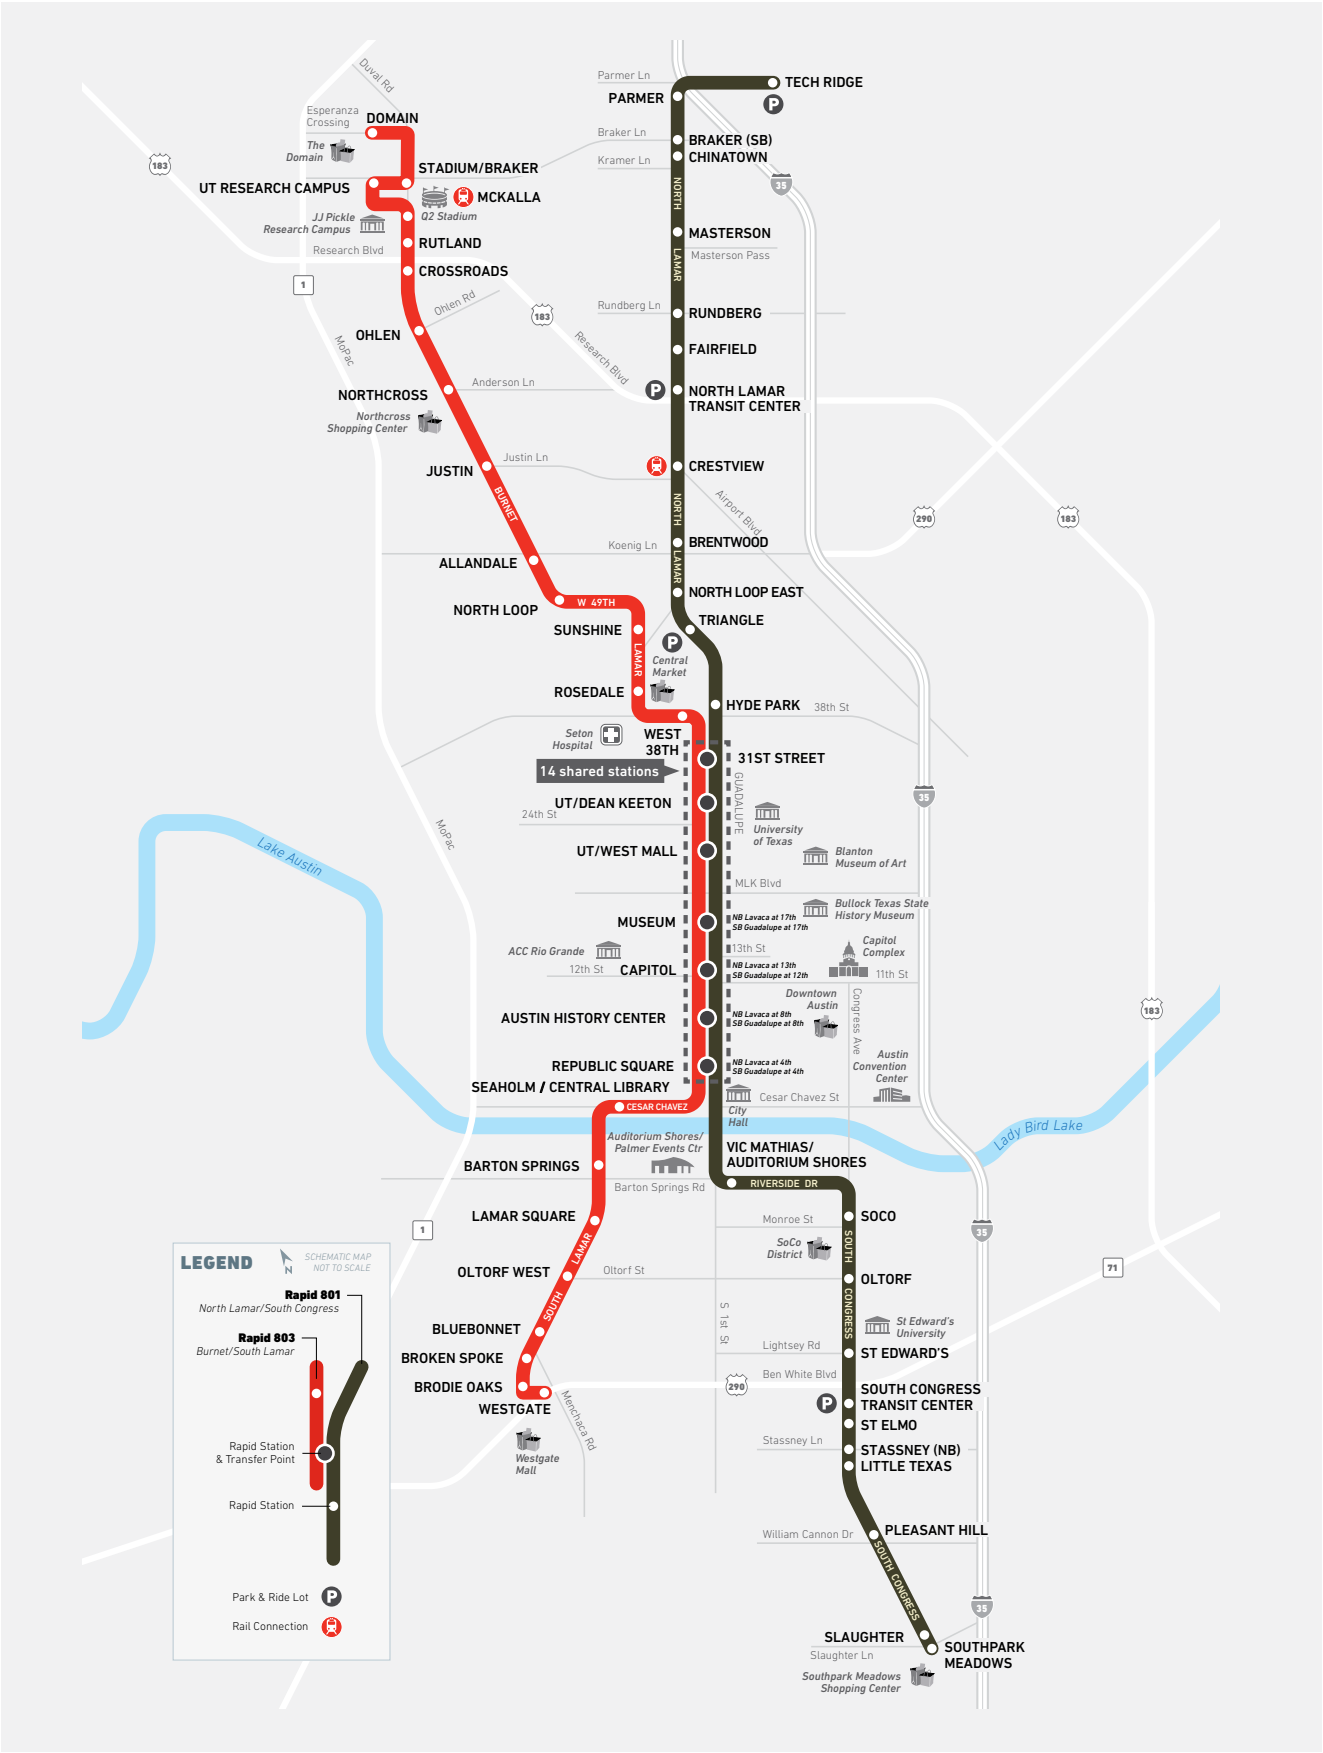 Duval Rd
Parmer Ln
TECH RIDGE
PARMER
P
Esperanza
Crossing
DOMAIN
The
Domain
Braker Ln
BRAKER (SB)
Kramer Ln
CHINATOWN
183
STADIUM/BRAKER
35
UT RESEARCH CAMPUS
MCKALLA
NORTH
JJ Pickle
Research Campus
Q2 Stadium
MASTERSON
RUTLAND
Research Blvd
LAMAR
Masterson Pass
CROSSROADS
1
Ohlen Rd
Rundberg Ln
RUNDBERG
183
OHLEN
MoPac
Research Blvd
FAIRFIELD
Anderson Ln
P
NORTH LAMAR
TRANSIT CENTER
NORTHCROSS
Northcross
Shopping Center
Justin Ln
JUSTIN
CRESTVIEW
BURNET
NORTH
Airport Blvd
290
183
Koenig Ln
BRENTWOOD
LAMAR
ALLANDALE
NORTH LOOP EAST
NORTH LOOP
W 49TH
TRIANGLE
SUNSHINE
P
LAMAR
Central
Market
ROSEDALE
HYDE PARK
38th St
Seton
Hospital
WEST
38TH
31ST STREET
14 shared stations
GUADALUPE
35
UT/DEAN KEETON
24th St
University
of Texas
MoPac
Lake Austin
UT/WEST MALL
Blanton
Museum of Art
MLK Blvd
Bullock Texas State
History Museum
MUSEUM
NB Lavaca at 17th
SB Guadalupe at 17th
ACC Rio Grande
13th St
Capitol
Complex
12th St
CAPITOL
NB Lavaca at 13th
SB Guadalupe at 12th
11th St
Downtown
Austin
Congress Ave
183
AUSTIN HISTORY CENTER
NB Lavaca at 8th
SB Guadalupe at 8th
REPUBLIC SQUARE
NB Lavaca at 4th
SB Guadalupe at 4th
Austin
Convention
Center
SEAHOLM / CENTRAL LIBRARY
CESAR CHAVEZ
Cesar Chavez St
City
Hall
Lady Bird Lake
Auditorium Shores/
Palmer Events Ctr
VIC MATHIAS/
AUDITORIUM SHORES
BARTON SPRINGS
Barton Springs Rd
RIVERSIDE DR
LAMAR SQUARE
Monroe St
SOCO
1
35
LAMAR
SoCo
District
SOUTH
71
OLTORF WEST
Oltorf St
OLTORF
SOUTH
S 1st St
CONGRESS
BLUEBONNET
St Edward's
University
Lightsey Rd
ST EDWARD'S
BROKEN SPOKE
Ben White Blvd
290
BRODIE OAKS
WESTGATE
Menchaca Rd
P
SOUTH CONGRESS
TRANSIT CENTER
ST ELMO
Westgate
Mall
Stassney Ln
STASSNEY (NB)
LITTLE TEXAS
William Cannon Dr
PLEASANT HILL
SOUTH CONGRESS
35
SLAUGHTER
Slaughter Ln
SOUTHPARK
MEADOWS
Southpark Meadows
Shopping Center
LEGEND
N
SCHEMATIC MAP
NOT TO SCALE
Rapid 801
North Lamar/South Congress
Rapid 803
Burnet/South Lamar
Rapid Station
& Transfer Point
Rapid Station
Park & Ride Lot
P
Rail Connection